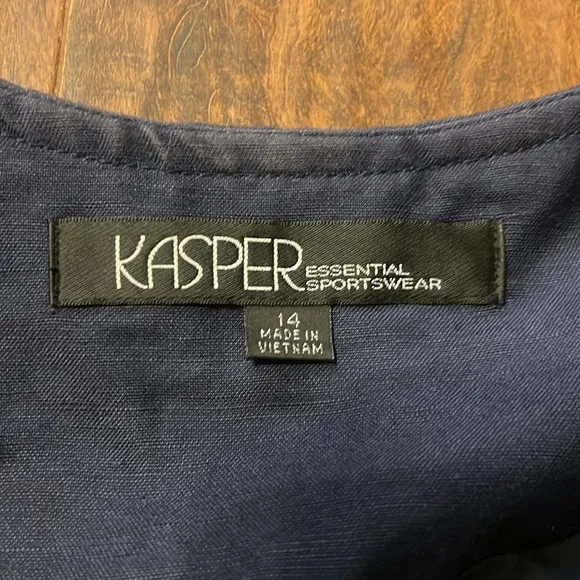 KASPER ESSENTIAL
SPORTSWEAR
14
MADE IN
VIETNAM